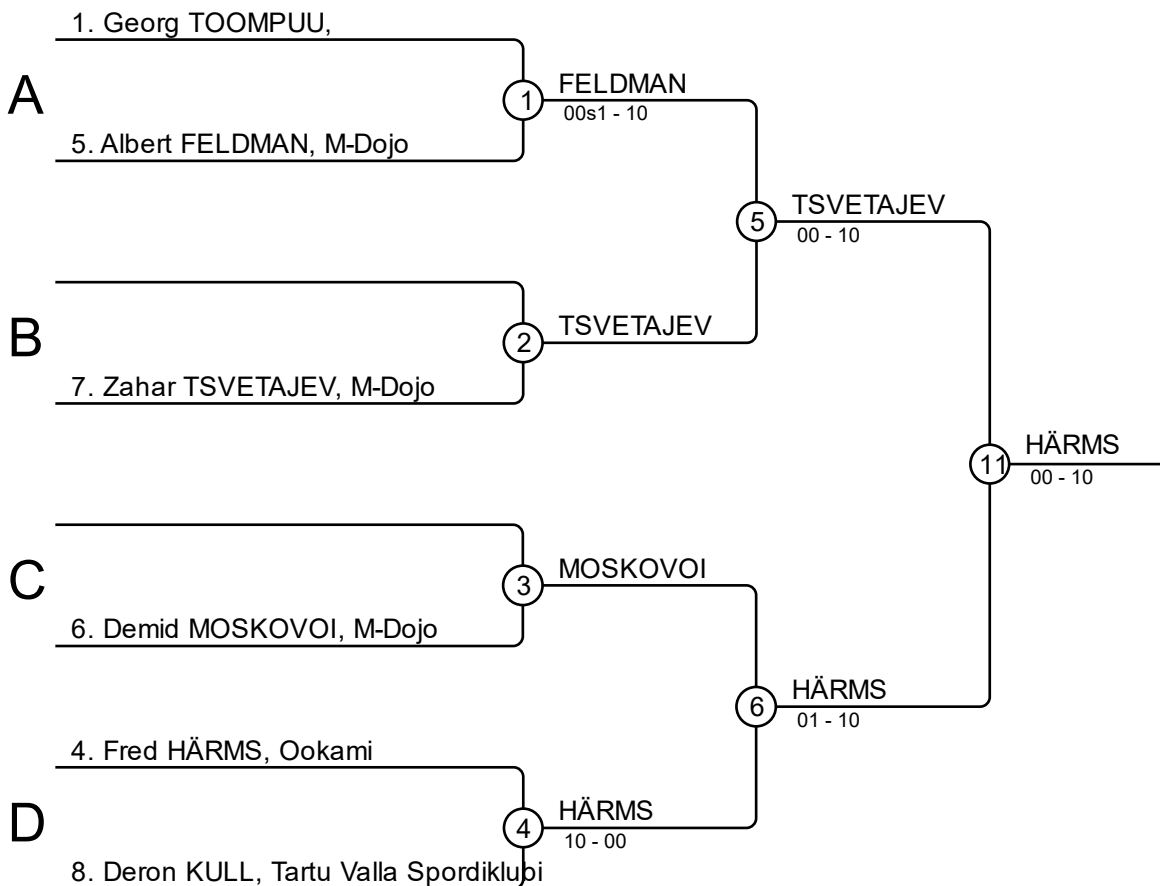 1. Georg TOOMPUU,
A
1
FELDMAN
00s1 - 10
5. Albert FELDMAN, M-Dojo
5
TSVETAJEV
00 - 10
B
2
TSVETAJEV
7. Zahar TSVETAJEV, M-Dojo
11
HÄRMS
00 - 10
C
3
MOSKOVOI
6. Demid MOSKOVOI, M-Dojo
6
HÄRMS
01 - 10
4. Fred HÄRMS, Ookami
D
4
HÄRMS
10 - 00
8. Deron KULL, Tartu Valla Spordiklubi